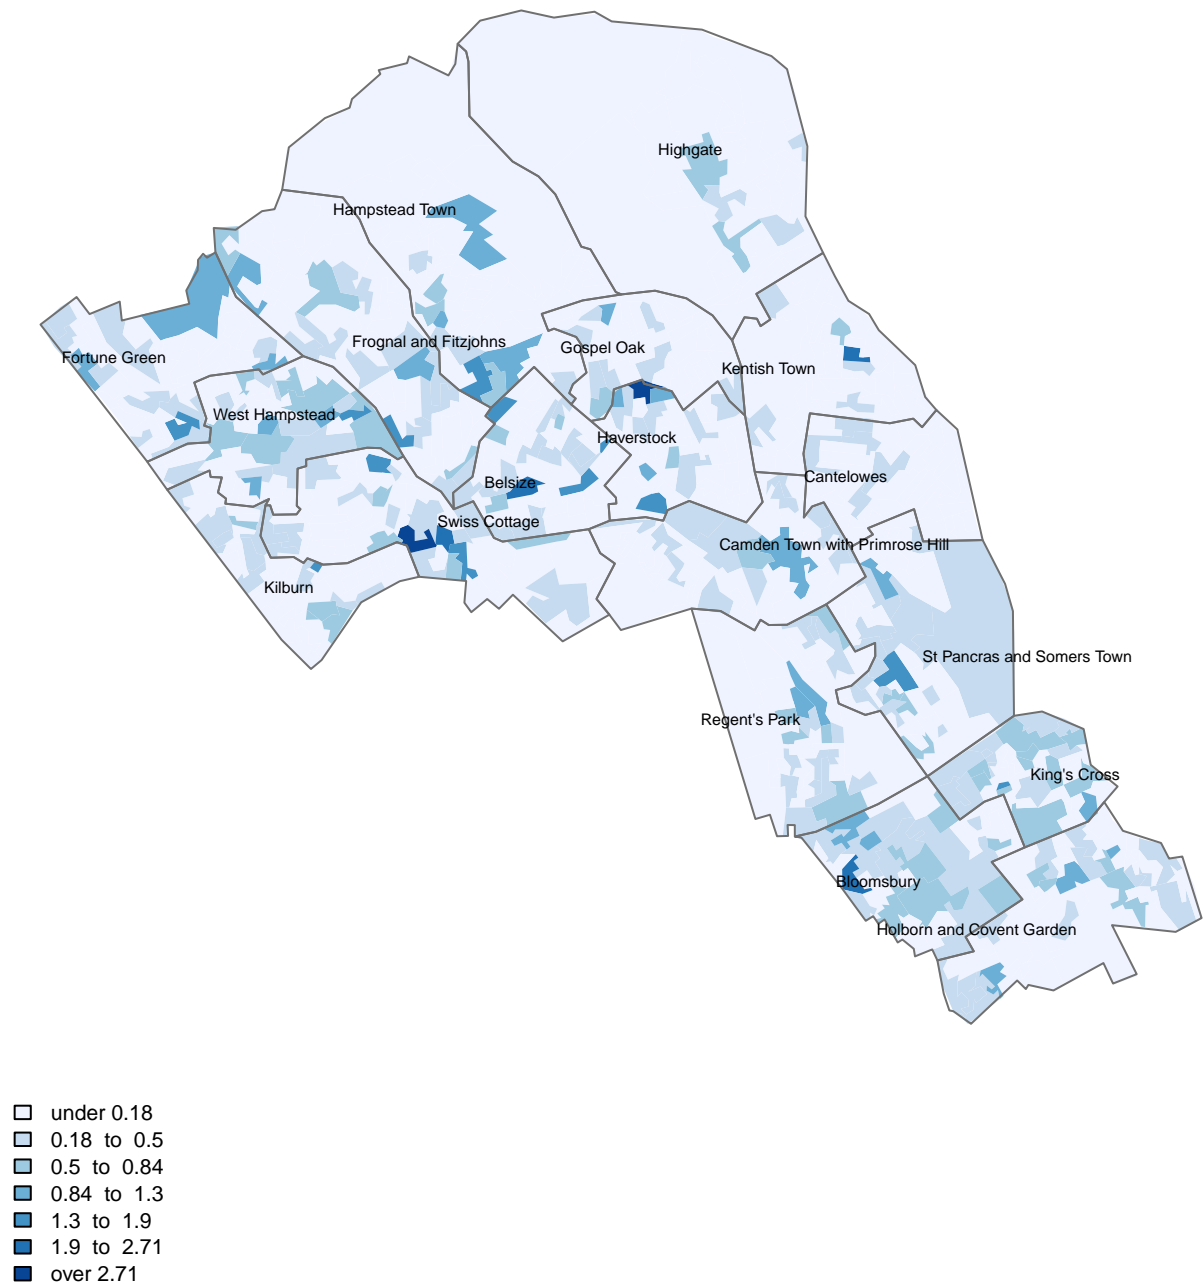 Highgate
Hampstead Town
Frognal and Fitzjohns
Gospel Oak
Fortune Green
Kentish Town
West Hampstead
Haverstock
Cantelowes
Belsize
Swiss Cottage
Camden Town with Primrose Hill
Kilburn
St Pancras and Somers Town
Regent's Park
King's Cross
Bloomsbury
Holborn and Covent Garden
under 0.18
0.18 to 0.5
0.5 to 0.84
0.84 to 1.3
1.3 to 1.9
1.9 to 2.71
over 2.71